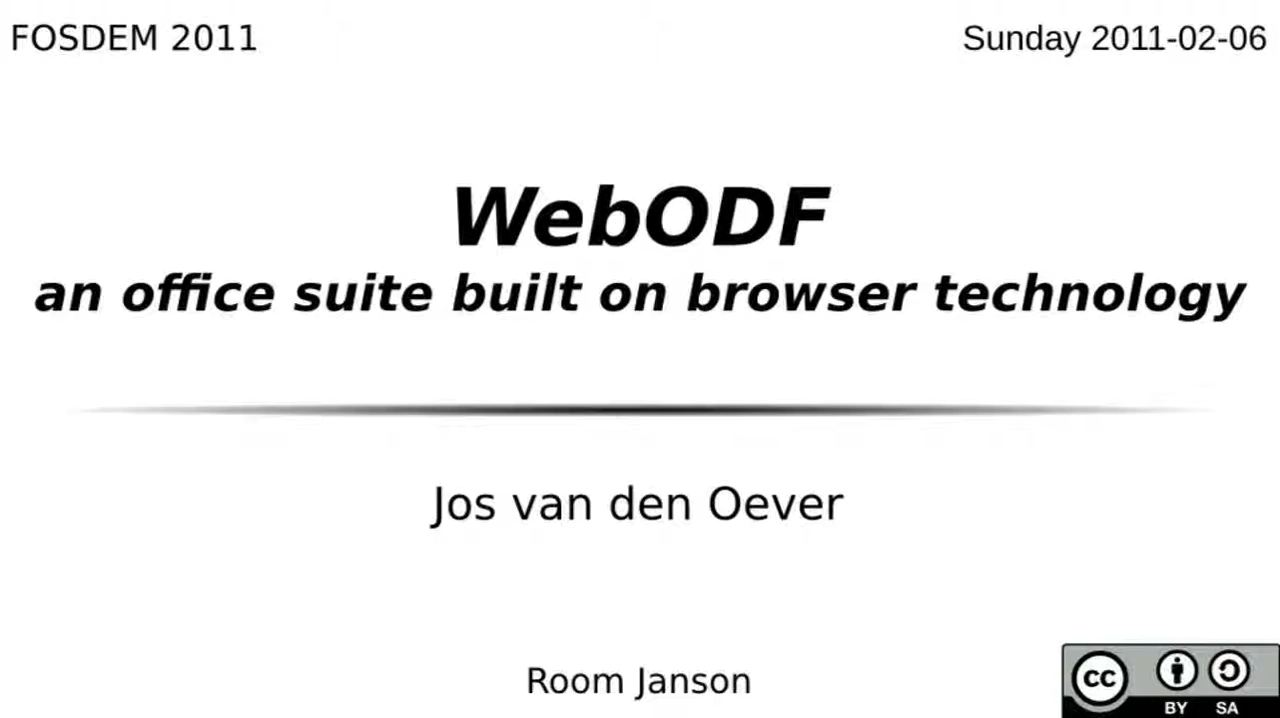 FOSDEM 2011
Sunday 2011-02-06
WebODF
an office suite built on browser technology
Jos van den Oever
Room Janson
cc
BY SA